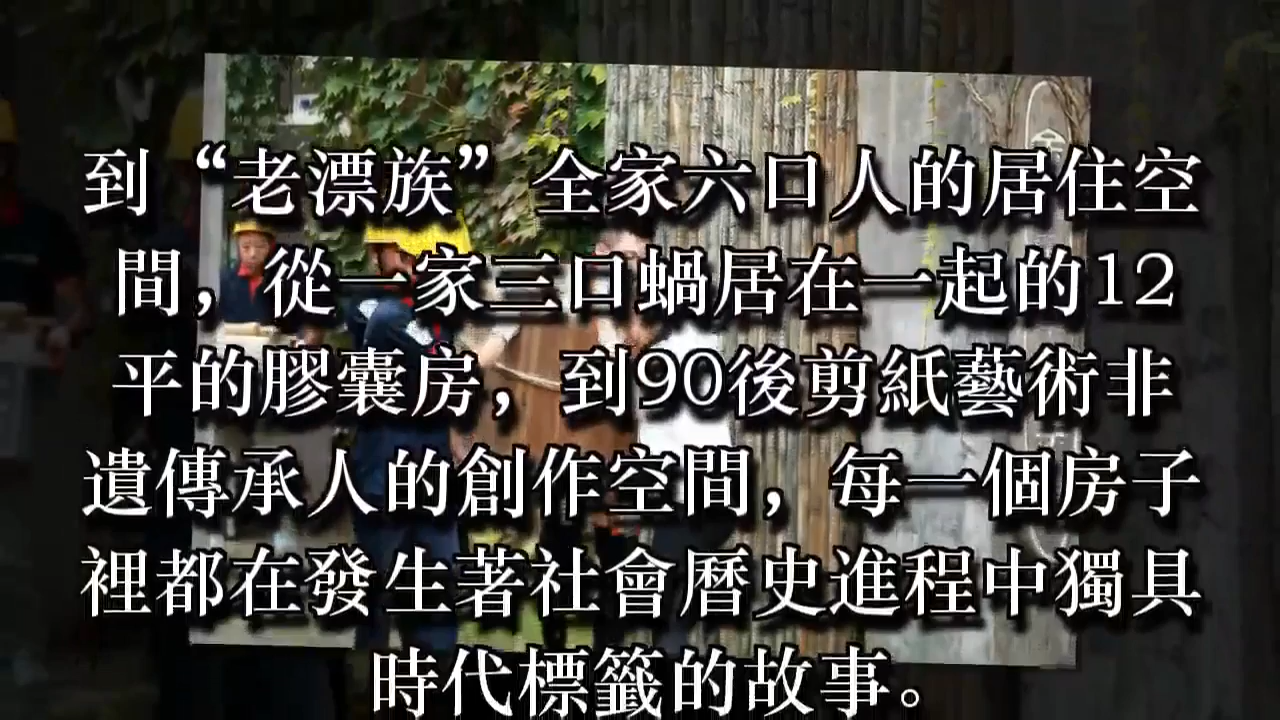 到“老漂族”全家六口人的居住空
間，從一家三口蝸居在一起的12
平的膠囊房，到90後剪紙藝術非
遺傳承人的創作空間，每一個房子
裡都在發生著社會曆史進程中獨具
時代標籤的故事。